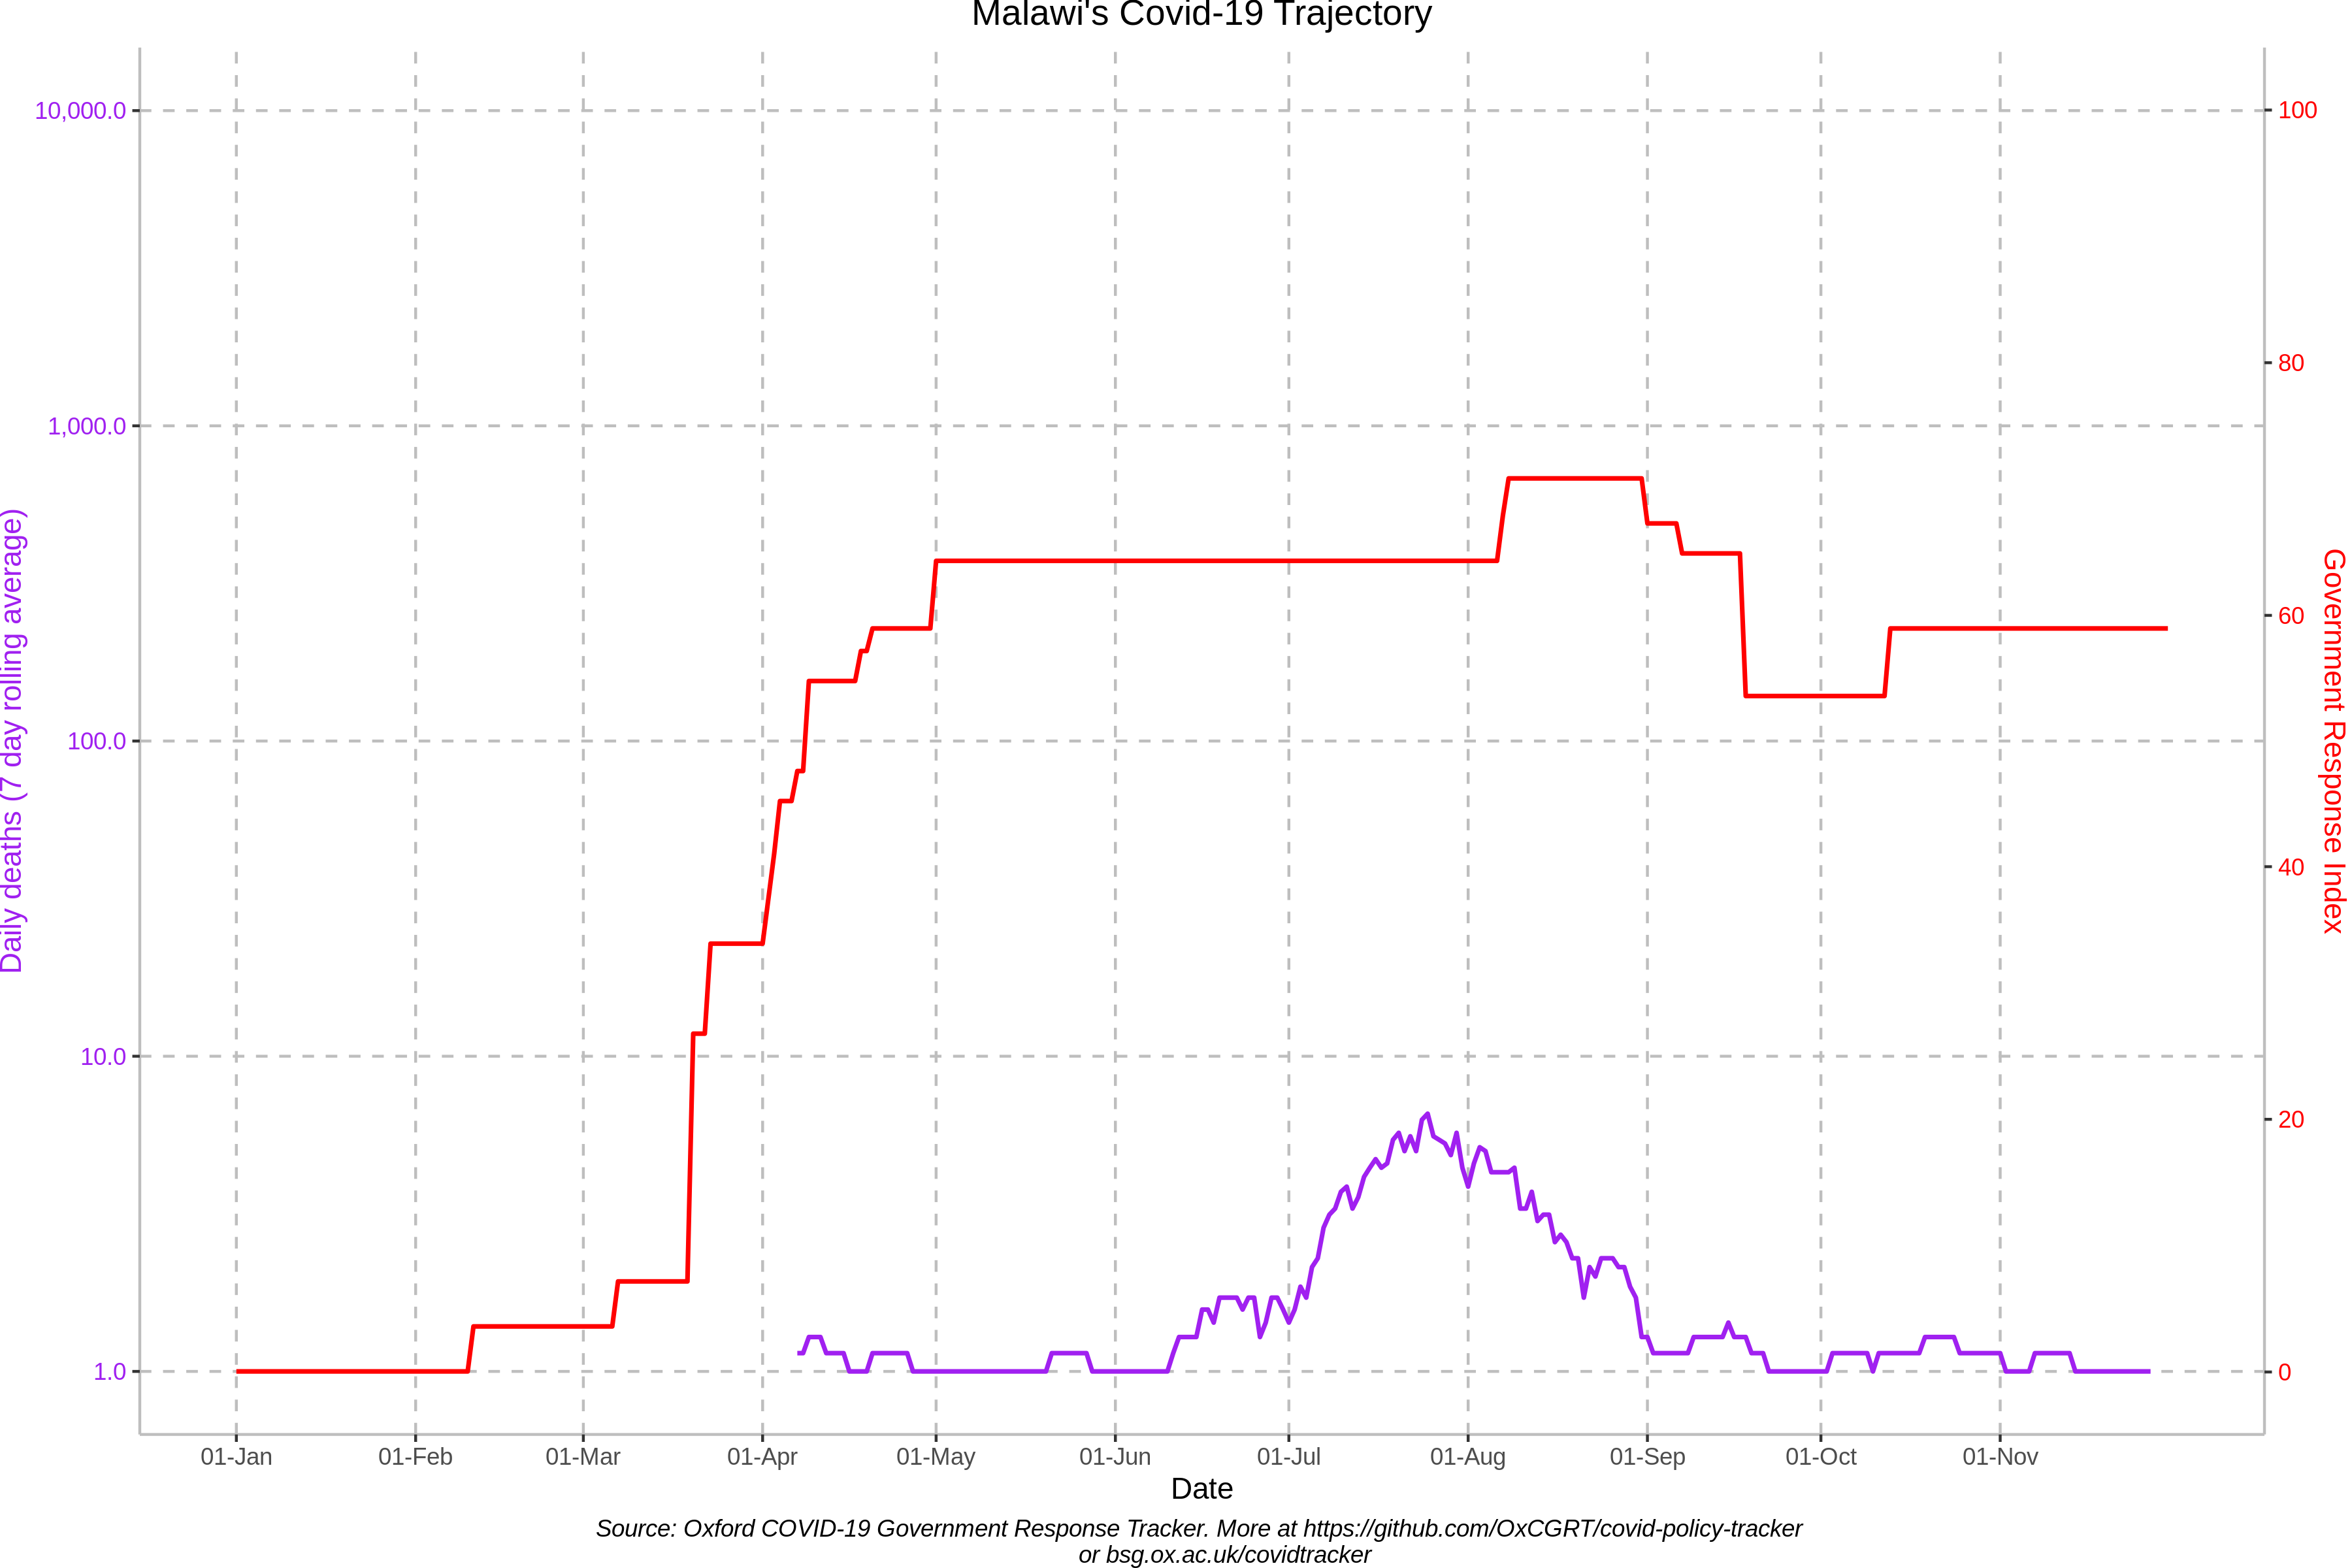 Malawi's Covid-19 Trajectory
10,000.0
1,000.0
100.0
10.0
1.0
Daily deaths (7 day rolling average)
100
80
60
40
20
0
Government Response Index
01-Jan
01-Feb
01-Mar
01-Apr
01-May
01-Jun
01-Jul
01-Aug
01-Sep
01-Oct
01-Nov
Date
Source: Oxford COVID-19 Government Response Tracker. More at https://github.com/OxCGRT/covid-policy-tracker
or bsg.ox.ac.uk/covidtracker